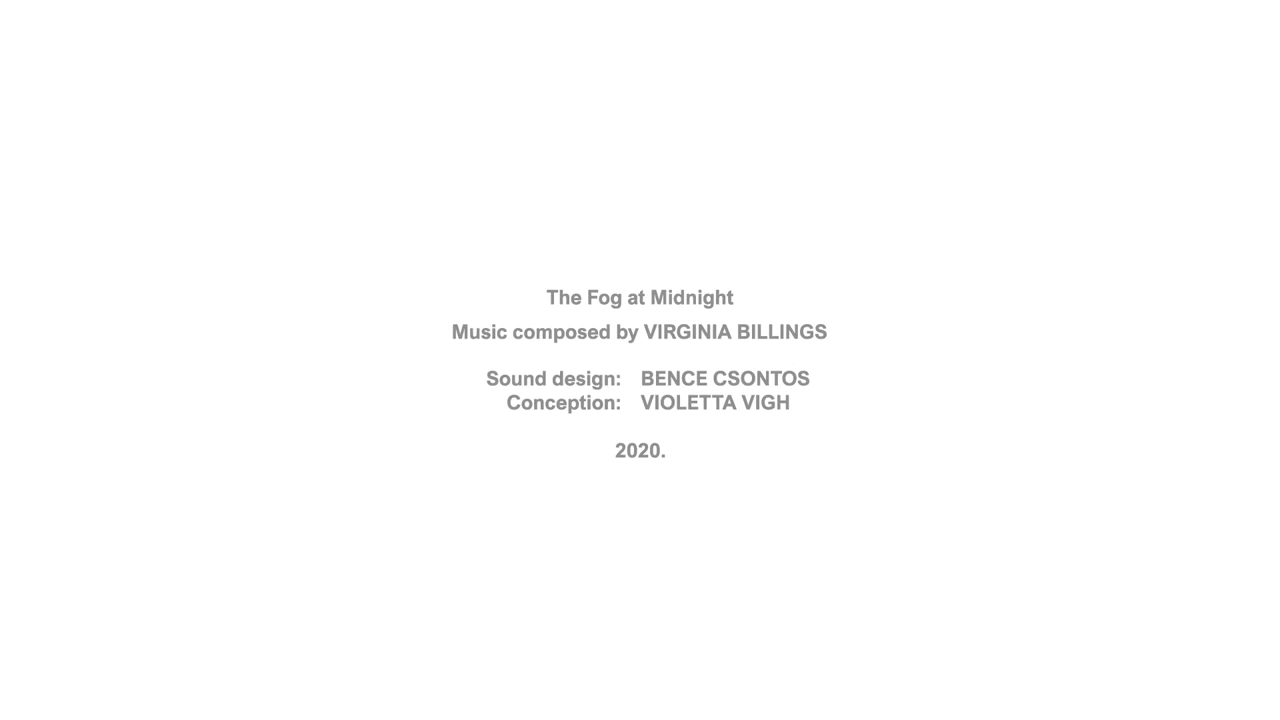 The Fog at Midnight
Music composed by VIRGINIA BILLINGS
Sound design: BENCE CSONTOS
Conception: VIOLETTA VIGH
2020.